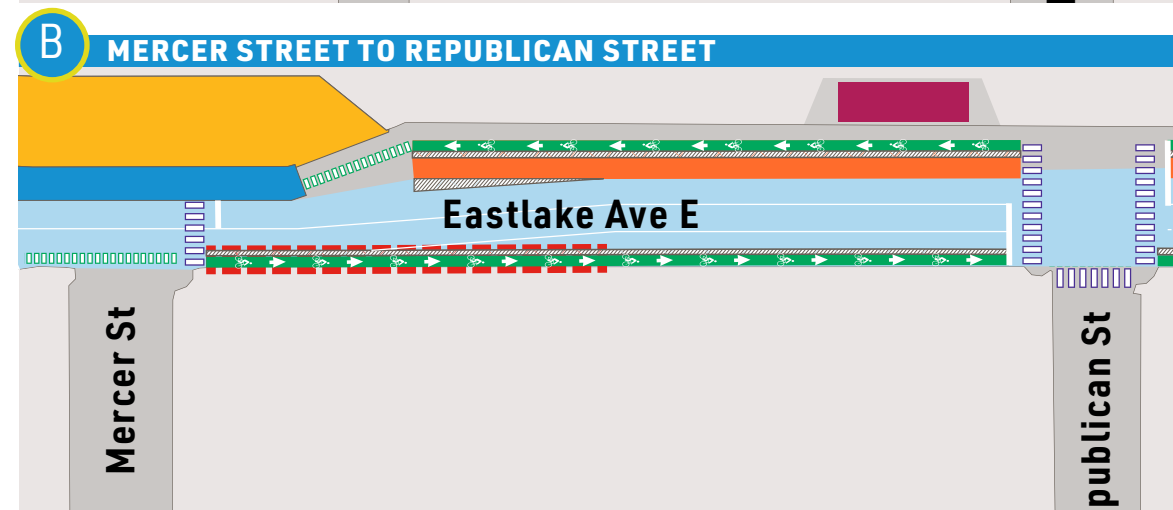 B
MERCER STREET TO REPUBLICAN STREET
Eastlake Ave E
Mercer St
publican St